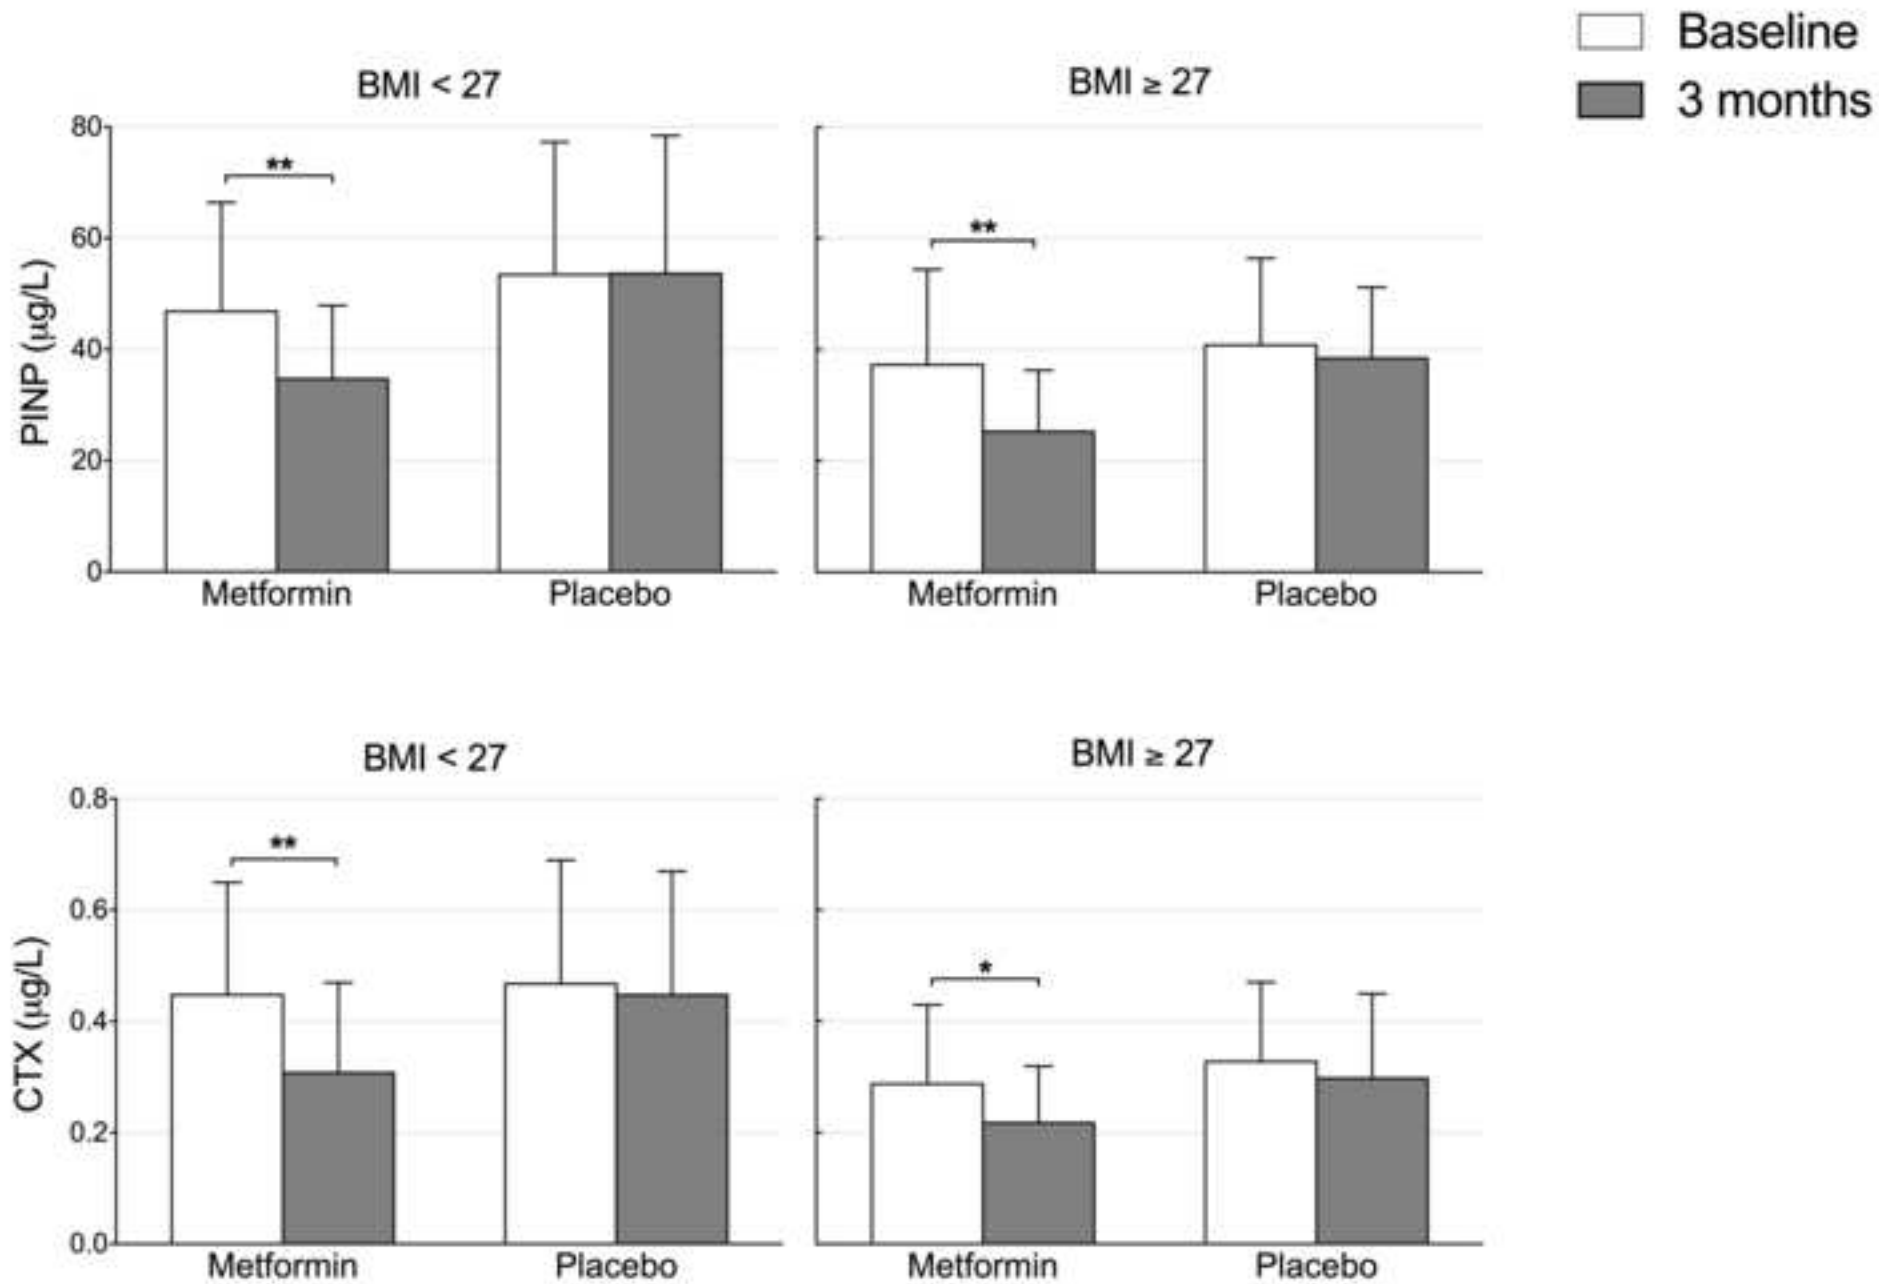 Baseline
3 months
BMI < 27
BMI ≥ 27
PINP (μg/L)
80
60
40
20
0
**
**
Metformin
Placebo
Metformin
Placebo
BMI < 27
BMI ≥ 27
CTX (μg/L)
0.8
0.6
0.4
0.2
0.0
**
*
Metformin
Placebo
Metformin
Placebo